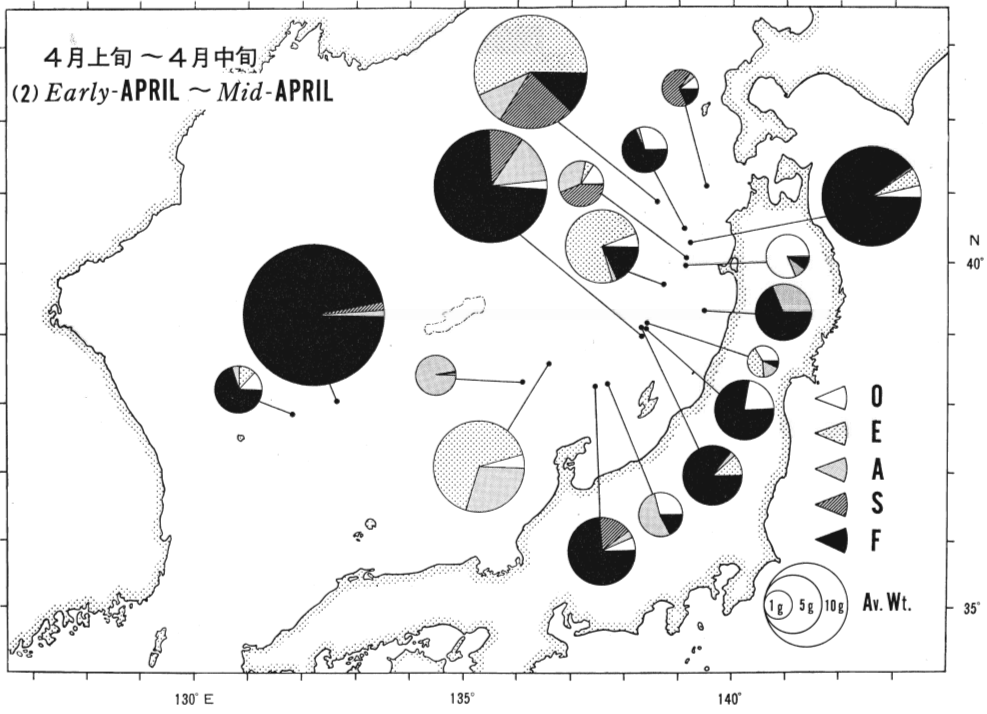 4月上旬 ~ 4月中旬
(2) Early-APRIL ~ Mid-APRIL
N
40°
O
E
A
S
F
1g 5g 10g Av. Wt.
35°
130° E 135° 140°